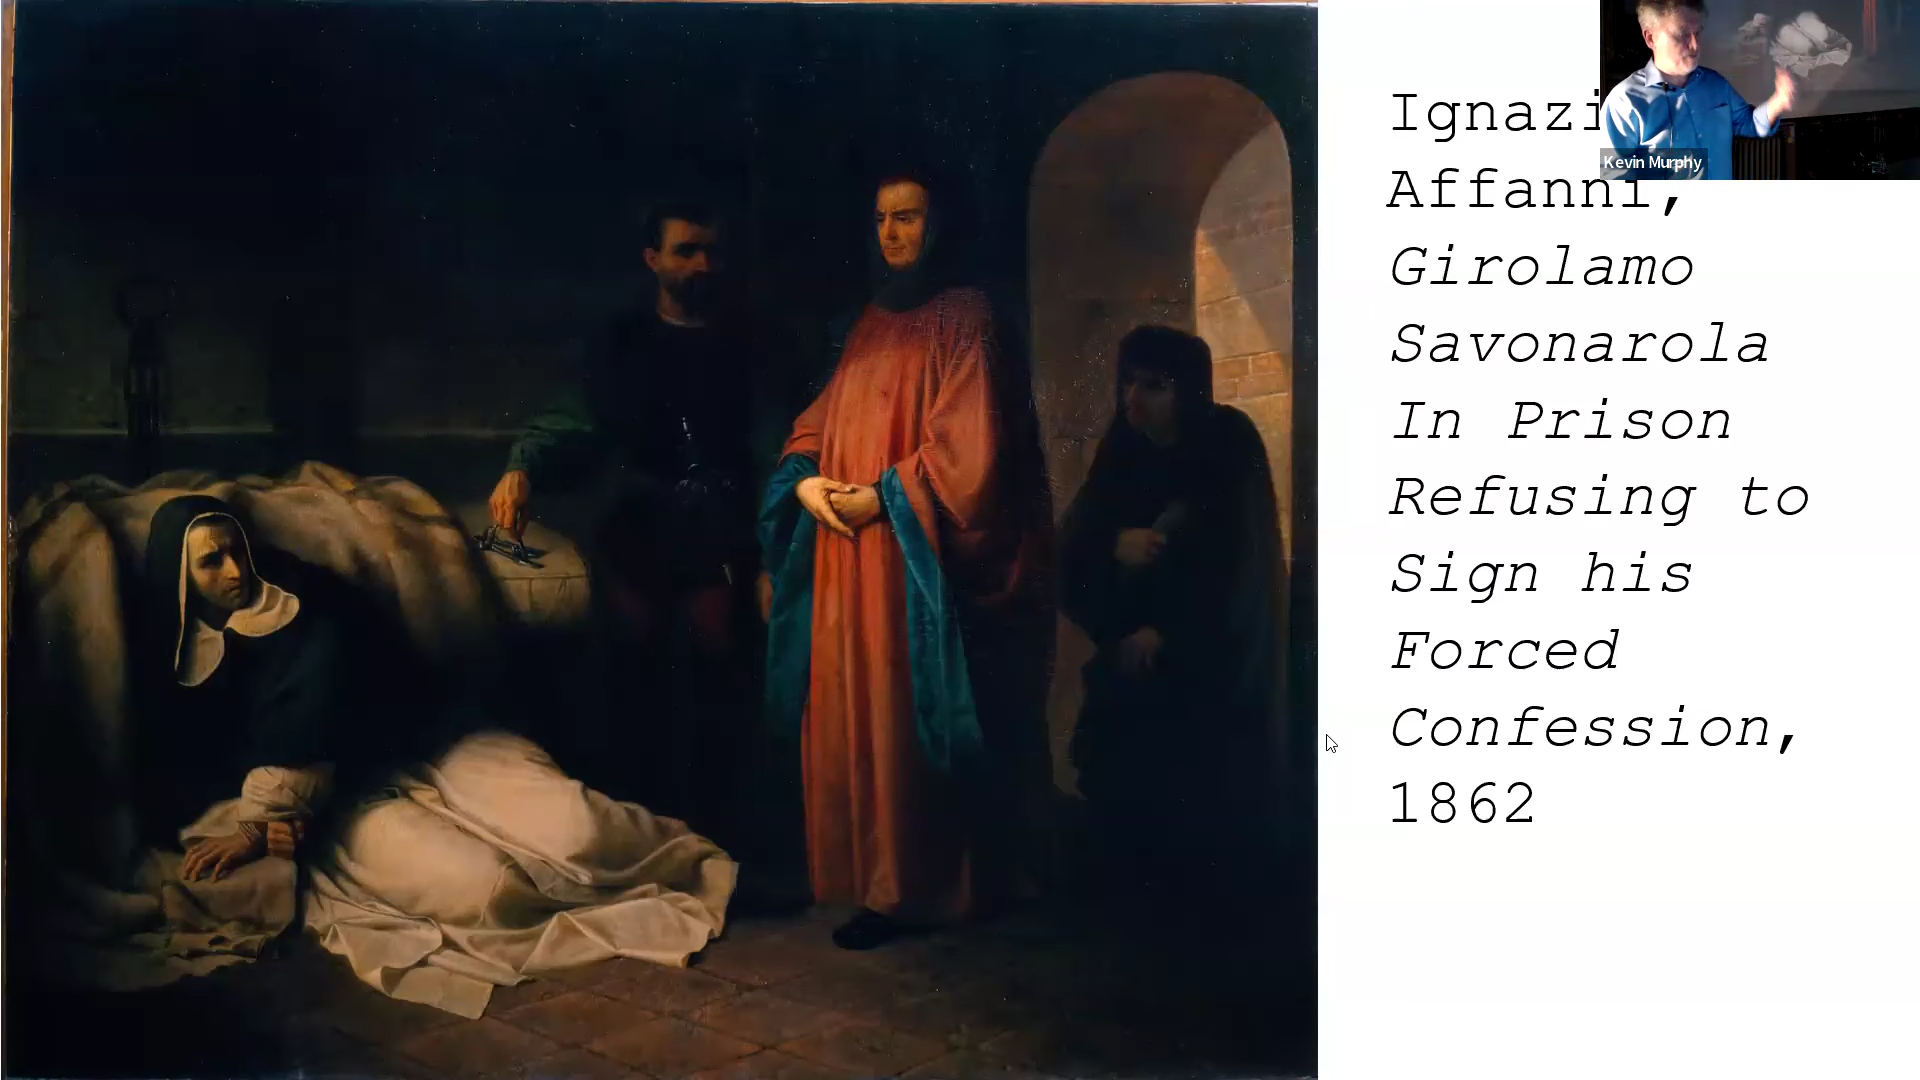 Ignazi
Affanni,
Girolamo
Savonarola
In Prison
Refusing to
Sign his
Forced
Confession,
1862
Kevin Murphy